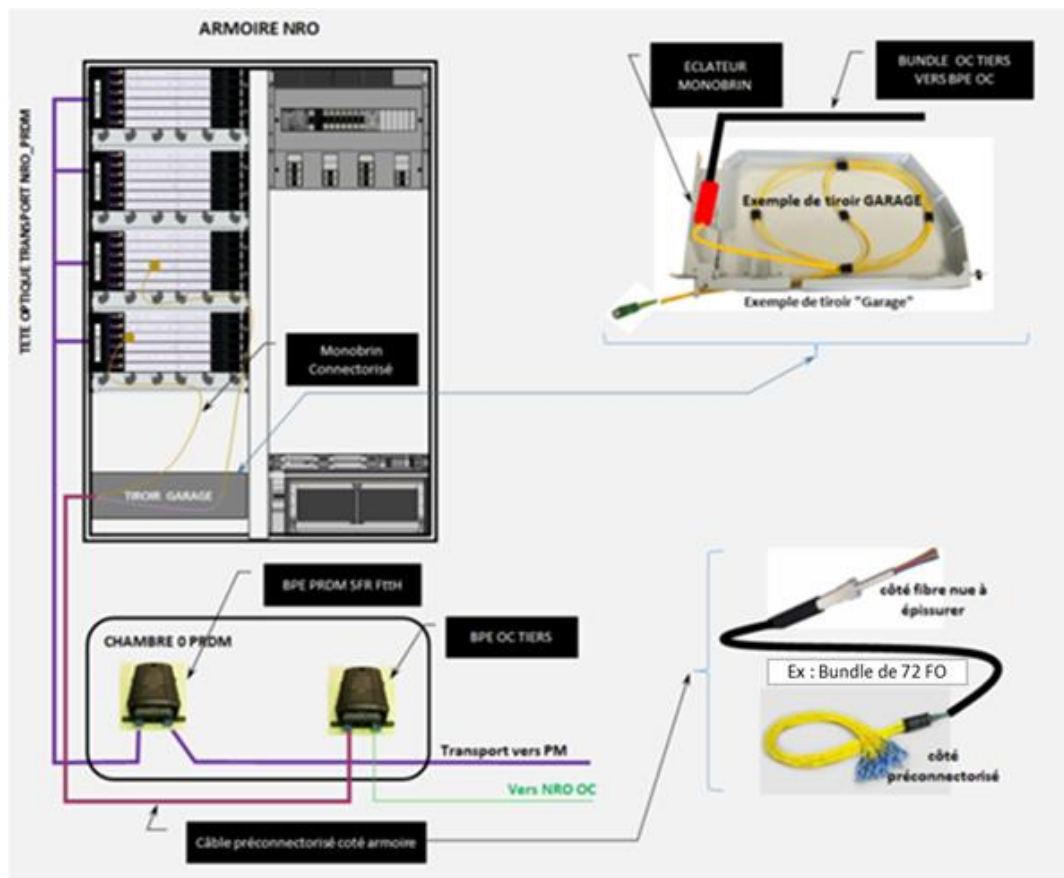 ARMOIRE NRO
TETE OPTIQUE TRANSPORT NRO_PRDM
Monobrin
Connectorisé
TIROIR GARAGE
ECLATEUR
MONOBRIN
BUNDLE OC TIERS
VERS BPE OC
Exemple de tiroir GARAGE
Exemple de tiroir "Garage"
BPE PRDM SFR FttH
BPE OC TIERS
CHAMBRE 0 PRDM
Transport vers PM
Vers NRO OC
Câble préconnectorisé coté armoire
côté fibre nue à
épissurer
Ex : Bundle de 72 FO
côté
préconnectorisé